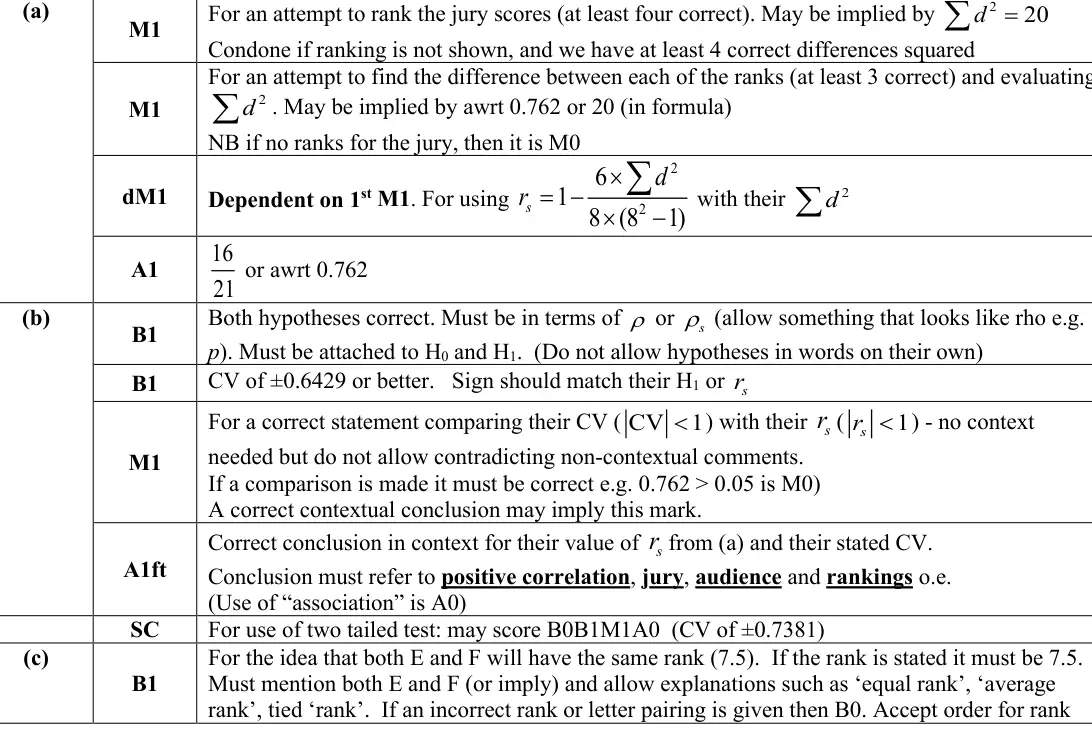 (a)
M1
For an attempt to rank the jury scores (at least four correct). May be implied by ∑d² = 20
Condone if ranking is not shown, and we have at least 4 correct differences squared
M1
For an attempt to find the difference between each of the ranks (at least 3 correct) and evaluating
∑d² . May be implied by awrt 0.762 or 20 (in formula)
NB if no ranks for the jury, then it is M0
dM1
Dependent on 1st M1. For using rₛ = 1 − (6×∑d²)/(8×(8² −1)) with their ∑d²
A1
16/21 or awrt 0.762
(b)
B1
Both hypotheses correct. Must be in terms of ρ or ρₛ (allow something that looks like rho e.g.
p). Must be attached to H₀ and H₁. (Do not allow hypotheses in words on their own)
B1
CV of ±0.6429 or better. Sign should match their H₁ or rₛ
M1
For a correct statement comparing their CV (|CV| < 1) with their rₛ (|rₛ| < 1) - no context
needed but do not allow contradicting non-contextual comments.
If a comparison is made it must be correct e.g. 0.762 > 0.05 is M0)
A correct contextual conclusion may imply this mark.
A1ft
Correct conclusion in context for their value of rₛ from (a) and their stated CV.
Conclusion must refer to positive correlation, jury, audience and rankings o.e.
(Use of “association” is A0)
SC
For use of two tailed test: may score B0B1M1A0 (CV of ±0.7381)
(c)
B1
For the idea that both E and F will have the same rank (7.5). If the rank is stated it must be 7.5.
Must mention both E and F (or imply) and allow explanations such as ‘equal rank’, ‘average
rank’, tied ‘rank’. If an incorrect rank or letter pairing is given then B0. Accept order for rank